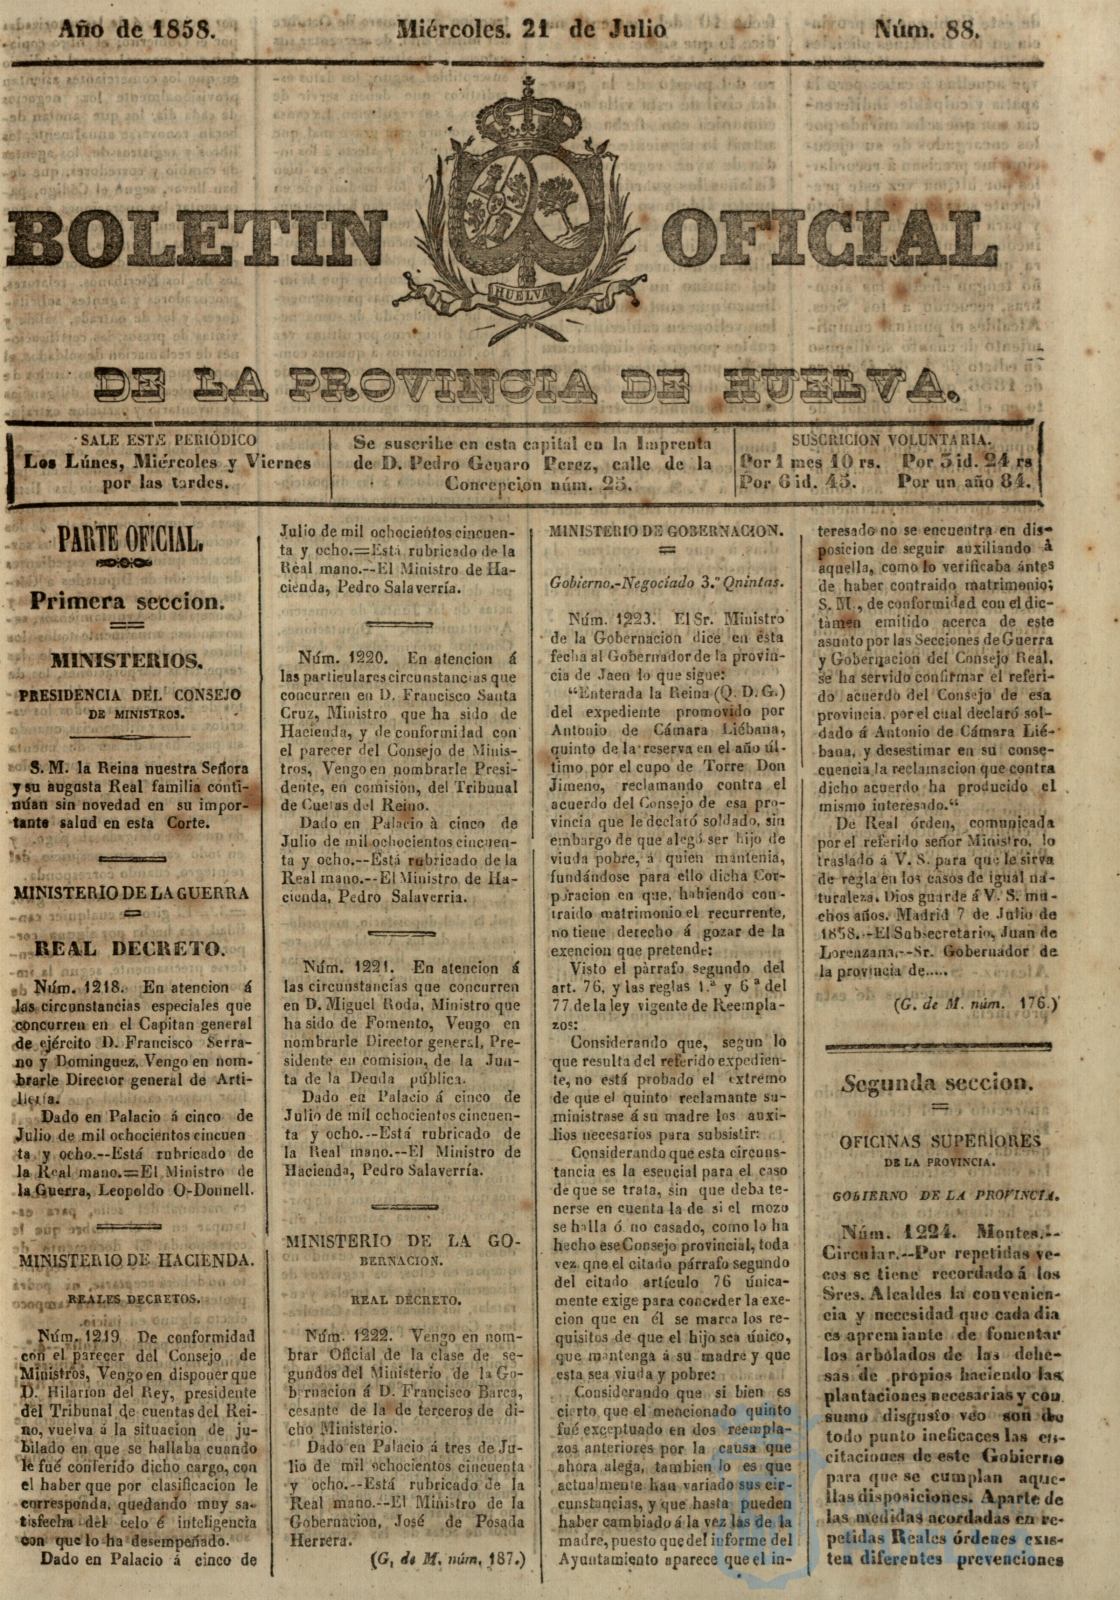 Año de 1858.
Miércoles. 21 de Julio
Núm. 88.
BOLETIN OFICIAL
HUELVA
DE LA PROVINCIA DE HUELVA.
SALE ESTE PERIÓDICO
Los Lúnes, Miércoles y Viernes
por las tardes.
Se suscribe en esta capital en la Imprenta
de D. Pedro Genaro Perez, calle de la
Concepcion núm. 25.
SUSCRICION VOLUNTARIA.
Por 1 mes 10 rs. Por 3 id. 24 rs
Por 6 id. 45. Por un año 84.
PARTE OFICIAL.
Primera seccion.
MINISTERIOS.
PRESIDENCIA DEL CONSEJO
DE MINISTROS.
S. M. la Reina nuestra Señora
y su augusta Real familia conti-
núan sin novedad en su impor-
tante salud en esta Corte.
MINISTERIO DE LA GUERRA
REAL DECRETO.
Núm. 1218. En atencion á
las circunstancias especiales que
concurren en el Capitan general
de ejército D. Francisco Serra-
no y Dominguez, Vengo en nom-
brarle Director general de Arti-
llería.
Dado en Palacio á cinco de
Julio de mil ochocientos cincuen
ta y ocho.--Está rubricado de
la Real mano.=El Ministro de
la Guerra, Leopoldo O-Donnell.
MINISTERIO DE HACIENDA.
REALES DECRETOS.
Núm. 1219 De conformidad
con el parecer del Consejo de
Ministros, Vengo en disponer que
D. Hilarion del Rey, presidente
del Tribunal de cuentas del Rei-
no, vuelva á la situacion de ju-
bilado en que se hallaba cuando
le fué conferido dicho cargo, con
el haber que por clasificacion le
corresponda, quedando muy sa-
tisfecha del celo é inteligencia
con que lo ha desempeñado.
Dado en Palacio á cinco de
Julio de mil ochocientos cincuen-
ta y ocho.=Está rubricado de la
Real mano.--El Ministro de Ha-
cienda, Pedro Salaverría.
Núm. 1220. En atencion á
las particulares circunstancias que
concurren en D. Francisco Santa
Cruz, Ministro que ha sido de
Hacienda, y de conformidad con
el parecer del Consejo de Minis-
tros, Vengo en nombrarle Presi-
dente, en comisión, del Tribunal
de Cuetas del Reino.
Dado en Palacio à cinco de
Julio de mil ochocientos cincuen-
ta y ocho.--Está rubricado de la
Real mano.--El Ministro de Ha-
cienda, Pedro Salaverria.
Núm. 1221. En atencion á
las circunstancias que concurren
en D. Miguel Roda, Ministro que
ha sido de Fomento, Vengo en
nombrarle Director general, Pre-
sidente en comision, de la Jun-
ta de la Deuda pública.
Dado en Palacio á cinco de
Julio de mil ochocientos cincuen-
ta y ocho.--Está rubricado de
la Real mano.--El Ministro de
Hacienda, Pedro Salaverría.
MINISTERIO DE LA GO-
BERNACION.
REAL DECRETO.
Núm. 1222. Vengo en nom-
brar Oficial de la clase de se-
gundos del Ministerio de la Go-
bernacion á D. Francisco Barca,
cesante de la de terceros de di-
cho Ministerio.
Dado en Palacio á tres de Ju-
lio de mil ochocientos cincuenta
y ocho.--Está rubricado de la
Real mano.--El Ministro de la
Gobernacion, José de Posada
Herrera.
(G. de M. núm. 187.)
MINISTERIO DE GOBERNACION.
Gobierno.-Negociado 3.º Qnintas.
Núm. 1223. El Sr. Ministro
de la Gobernacion dice en esta
fecha al Gobernador de la provin-
cia de Jaen lo que sigue:
“Enterada la Reina (Q. D. G.)
del expediente promovido por
Antonio de Cámara Liébana,
quinto de la reserva en el año úl-
timo por el cupo de Torre Don
Jimeno, reclamando contra el
acuerdo del Consejo de esa pro-
vincia que le declaró soldado, sin
embargo de que alegó ser hijo de
viuda pobre, á quien mantenia,
fundándose para ello dicha Cor-
poracion en que, habiendo con-
traido matrimonio el recurrente,
no tiene derecho á gozar de la
exencion que pretende:
Visto el pàrrafo segundo del
art. 76, y las reglas 1.ª y 6ª del
77 de la ley vigente de Reempla-
zos:
Considerando que, segun lo
que resulta del referido expedien-
te, no está probado el extremo
de que el quinto reclamante su-
ministrase á su madre los auxi-
lios necesarios para subsistir:
Considerando que esta circuns-
tancia es la esencial para el caso
de que se trata, sin que deba te-
nerse en cuenta la de si el mozo
se halla ó no casado, como lo ha
hecho ese Consejo provincial, toda
vez que el citado párrafo segundo
del citado artículo 76 única-
mente exige para conceder la exe-
cion que en él se marca los re-
quisitos de que el hijo sea único,
que mantenga á su madre y que
esta sea viuda y pobre:
Considerando que si bien es
cierto que el mencionado quinto
fué exceptuado en dos reempla-
zos anteriores por la causa que
ahora alega, tambien lo es que
actualmente han variado sus cir-
cunstancias, y que hasta pueden
haber cambiado á la vez las de la
madre, puesto que del informe del
Ayuntamiento aparece que el in-
teresado no se encuentra en dis-
posicion de seguir auxiliando á
aquella, como lo verificaba ántes
de haber contraido matrimonio;
S. M., de conformidad con el dic-
támen emitido acerca de este
asunto por las Secciones de Guerra
y Gobernacion del Consejo Real,
se ha servido confirmar el referi-
do acuerdo del Consejo de esa
provincia, por el cual declaró sol-
dado á Antonio de Cámara Lié-
bana, y desestimar en su conse-
cuencia la reclamacion que contra
dicho acuerdo ha producido el
mismo interesado.“
De Real órden, comunicada
por el referido señor Ministro, lo
traslado á V. S. para que le sirva
de regla en los casos de igual na-
turaleza. Dios guarde á V. S. mu-
chos años. Madrid 7 de Julio de
1858.--El Subsecretario, Juan de
Lorenzana.--Sr. Gobernador de
la provincia de.....
(G. de M. núm. 176.)
Segunda seccion.
OFICINAS SUPERIORES
DE LA PROVINCIA.
GOBIERNO DE LA PROVINCIA.
Núm. 1224. Montes.--
Circular.--Por repetidas ve-
ces se tiene recordado á los
Sres. Alcaldes la convenien-
cia y necesidad que cada dia
es apremiante de fomentar
los arbolados de las dehe-
sas de propios haciendo las
plantaciones necesarias y con
sumo disgusto veo son de
todo punto ineficaces las ex-
citaciones de este Gobierno
para que se cumplan aque-
llas disposiciones. Aparte de
las medidas acordadas en re-
petidas Reales órdenes exis-
ten diferentes prevenciones